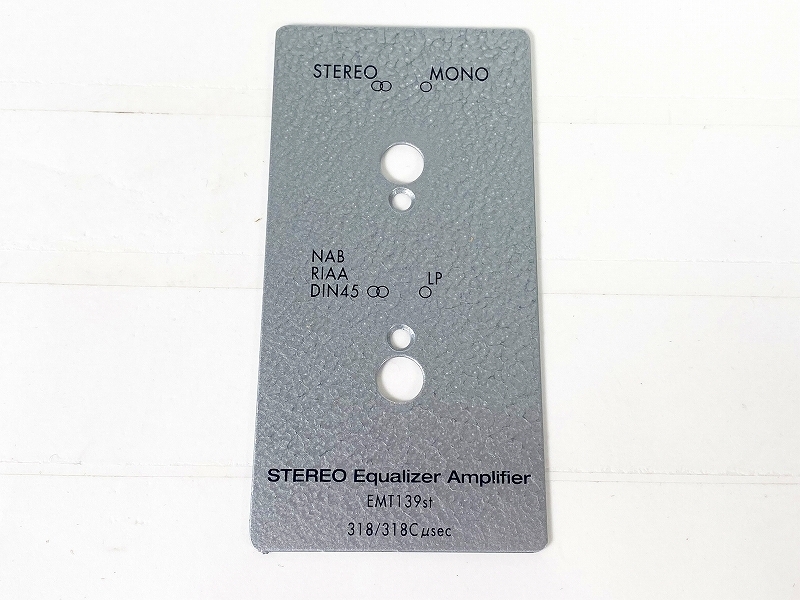 STEREO MONO
NAB
RIAA
DIN45 LP
STEREO Equalizer Amplifier
EMT139st
318/318Cμsec